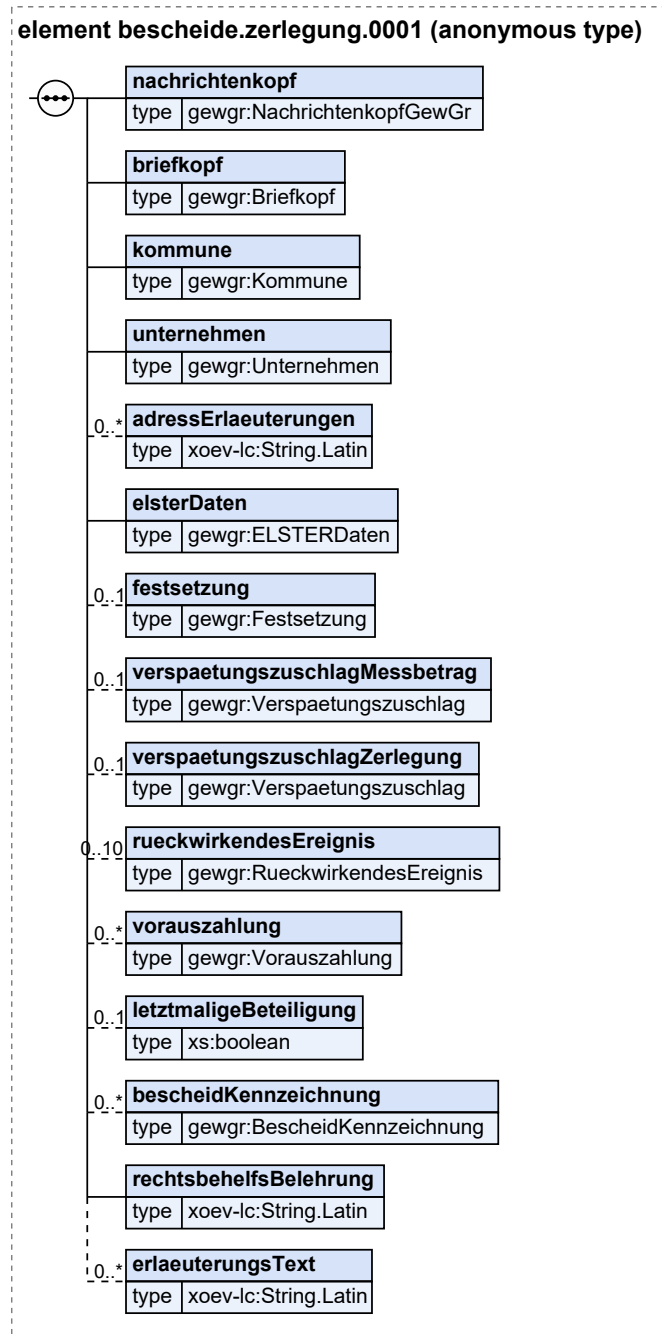 element bescheide.zerlegung.0001 (anonymous type)
nachrichtenkopf
type gewgr:NachrichtenkopfGewGr
briefkopf
type gewgr:Briefkopf
kommune
type gewgr:Kommune
unternehmen
type gewgr:Unternehmen
0..* adressErlaeuterungen
type xoev-lc:String.Latin
elsterDaten
type gewgr:ELSTERDaten
0..1 festsetzung
type gewgr:Festsetzung
0..1 verspaetungszuschlagMessbetrag
type gewgr:Verspaetungszuschlag
0..1 verspaetungszuschlagZerlegung
type gewgr:Verspaetungszuschlag
0..10 rueckwirkendesEreignis
type gewgr:RueckwirkendesEreignis
0..* vorauszahlung
type gewgr:Vorauszahlung
0..1 letztmaligeBeteiligung
type xs:boolean
0..* bescheidKennzeichnung
type gewgr:BescheidKennzeichnung
rechtsbehelfsBelehrung
type xoev-lc:String.Latin
0..* erlaeuterungsText
type xoev-lc:String.Latin